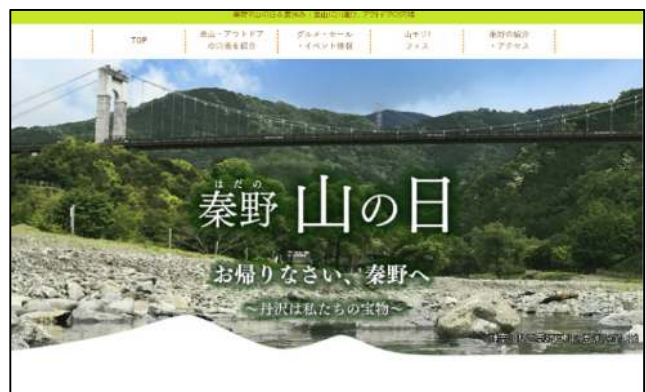 TOP
登山・アウトドア
の魅力を紹介
グルメ・セール
・イベント情報
山モリ!
フェス
秦野の紹介
・アクセス
はだの
秦野 山の日
お帰りなさい、秦野へ
～丹沢は私たちの宝物～